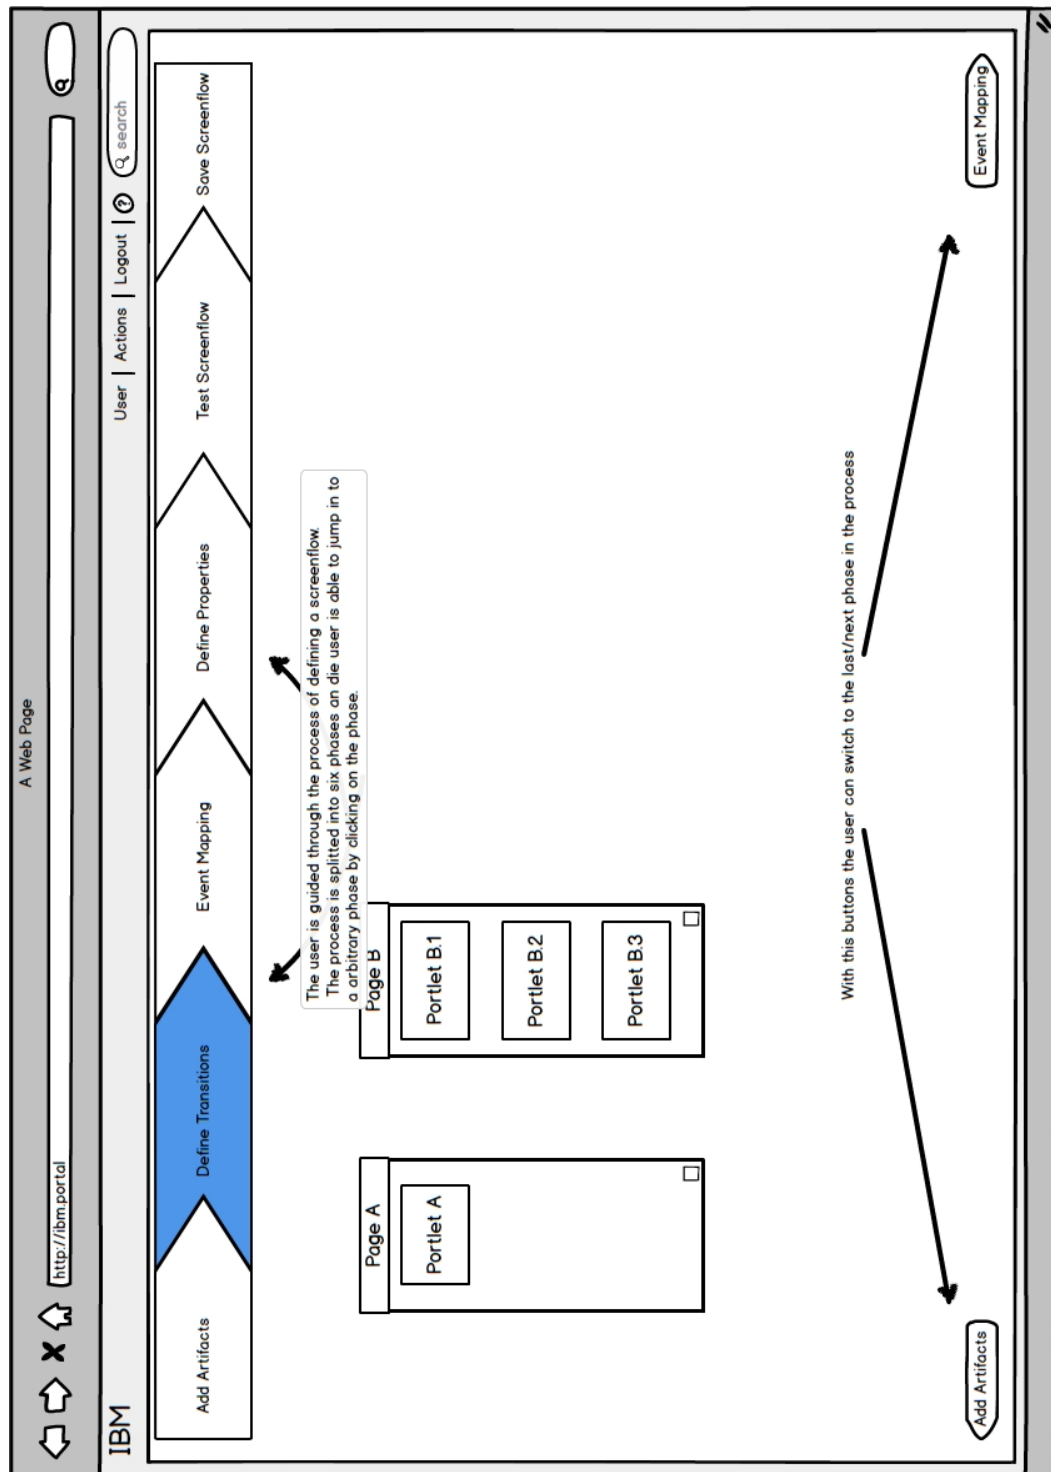 A Web Page
http://ibm.portal
IBM
User | Actions | Logout | ?
search
Add Artifacts
Define Transitions
Event Mapping
Define Properties
Test Screenflow
Save Screenflow
The user is guided through the process of defining a screenflow.
The process is splitted into six phases an die user is able to jump in to
a arbitrary phase by clicking on the phase.
Page A
Portlet A
Page B
Portlet B.1
Portlet B.2
Portlet B.3
With this buttons the user can switch to the last/next phase in the process
Add Artifacts
Event Mapping